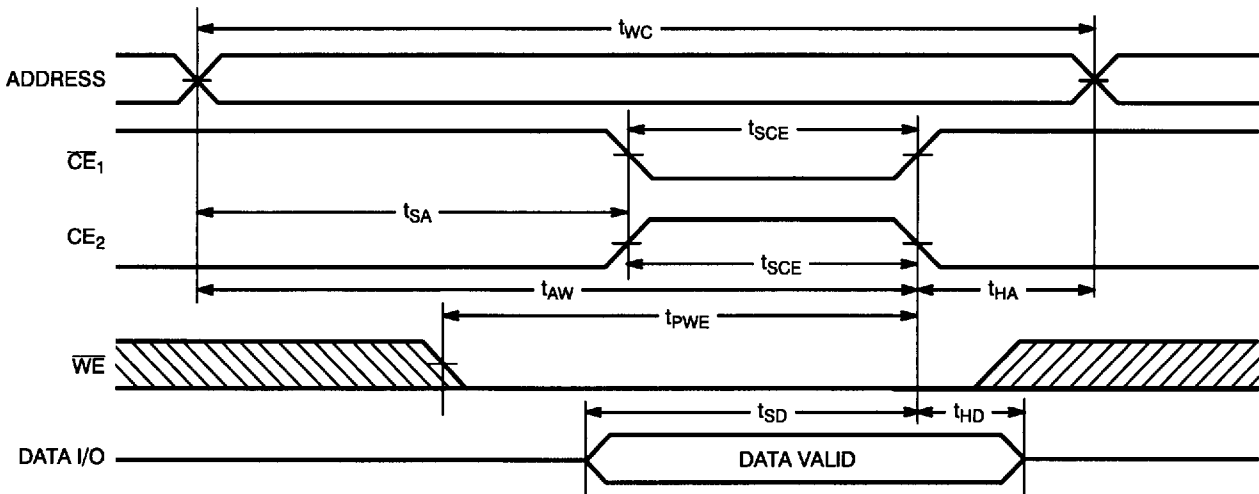 tWC
ADDRESS
tSCE
CE1
tSA
CE2
tSCE
tAW
tHA
tPWE
WE
tSD
tHD
DATA I/O
DATA VALID